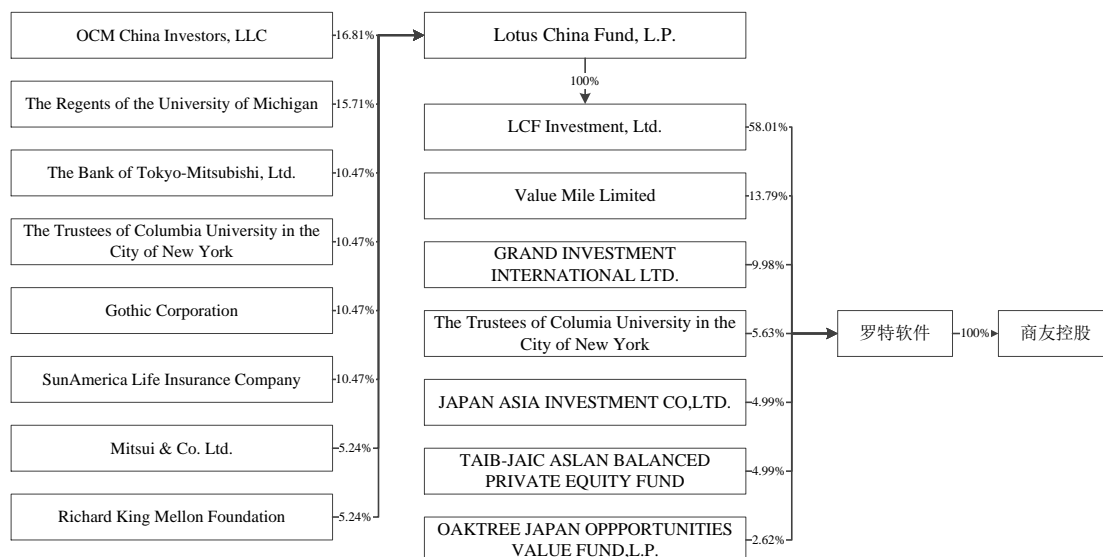 OCM China Investors, LLC
16.81%
Lotus China Fund, L.P.
100%
The Regents of the University of Michigan
15.71%
LCF Investment, Ltd.
58.01%
The Bank of Tokyo-Mitsubishi, Ltd.
10.47%
Value Mile Limited
13.79%
The Trustees of Columbia University in the
City of New York
10.47%
GRAND INVESTMENT
INTERNATIONAL LTD.
9.98%
Gothic Corporation
10.47%
The Trustees of Columia University in the
City of New York
5.63%
罗特软件
100%
商友控股
SunAmerica Life Insurance Company
10.47%
JAPAN ASIA INVESTMENT CO,LTD.
4.99%
Mitsui & Co. Ltd.
5.24%
TAIB-JAIC ASLAN BALANCED
PRIVATE EQUITY FUND
4.99%
Richard King Mellon Foundation
5.24%
OAKTREE JAPAN OPPPORTUNITIES
VALUE FUND,L.P.
2.62%